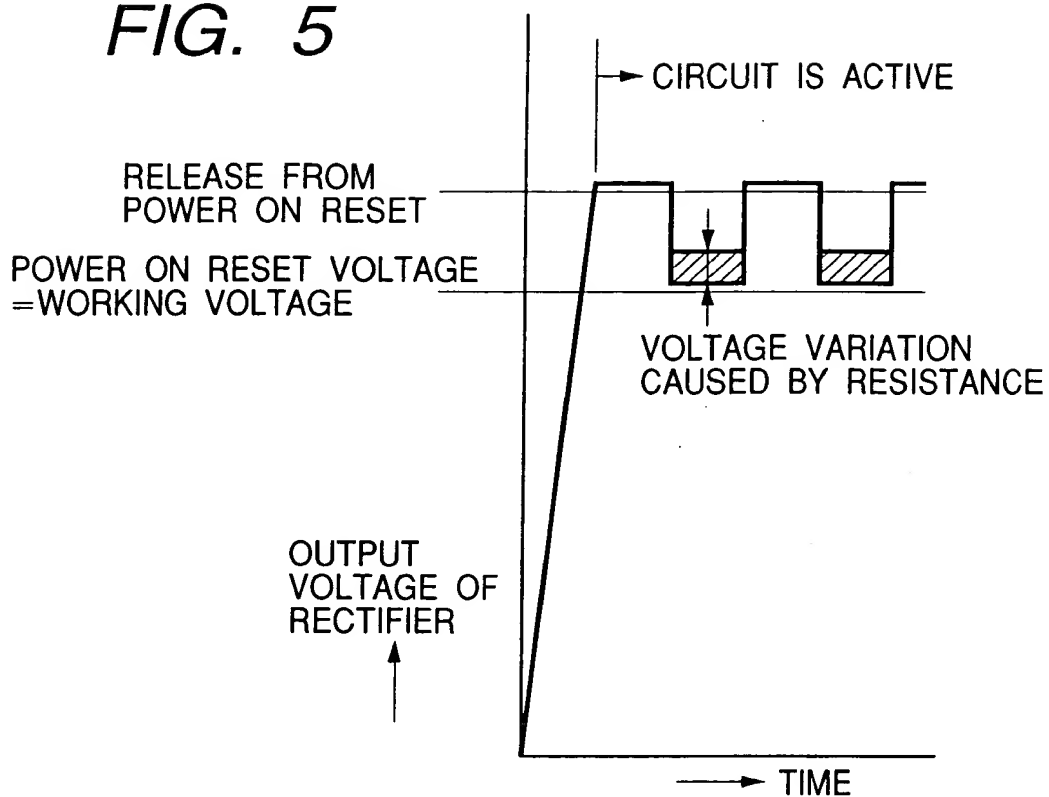 FIG. 5
CIRCUIT IS ACTIVE
RELEASE FROM
POWER ON RESET
POWER ON RESET VOLTAGE
=WORKING VOLTAGE
VOLTAGE VARIATION
CAUSED BY RESISTANCE
OUTPUT
VOLTAGE OF
RECTIFIER
TIME